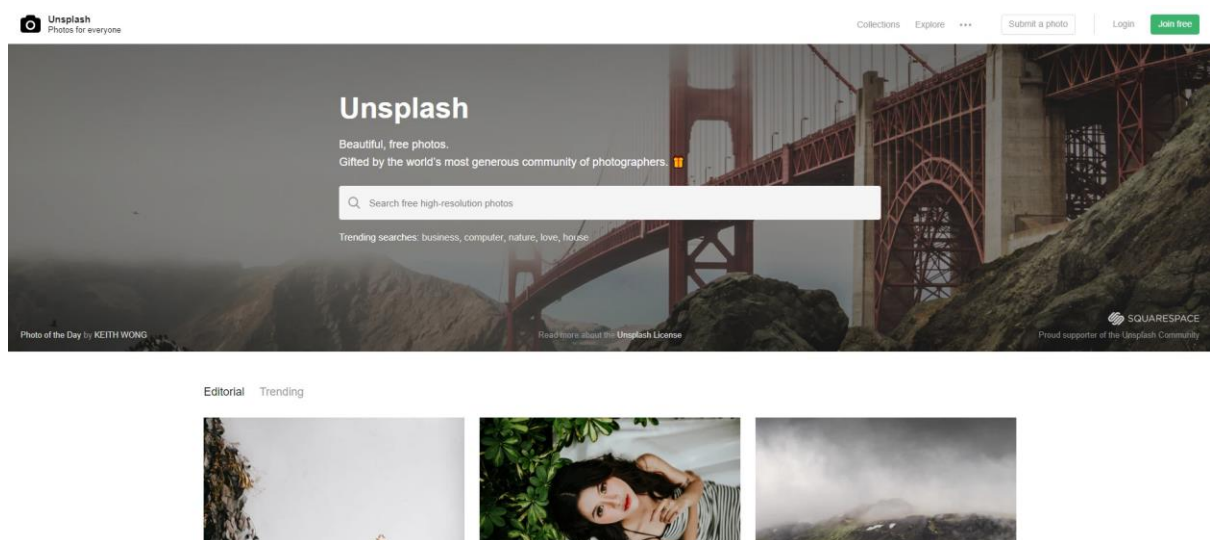 Unsplash
Photos for everyone
Collections Explore ••• Submit a photo Login Join free
Unsplash
Beautiful, free photos.
Gifted by the world's most generous community of photographers.
Search free high-resolution photos
Trending searches: business, computer, nature, love, house
SQUARESPACE
Photo of the Day by KEITH WONG Read more about the Unsplash License Proud supporter of the Unsplash Community
Editorial Trending